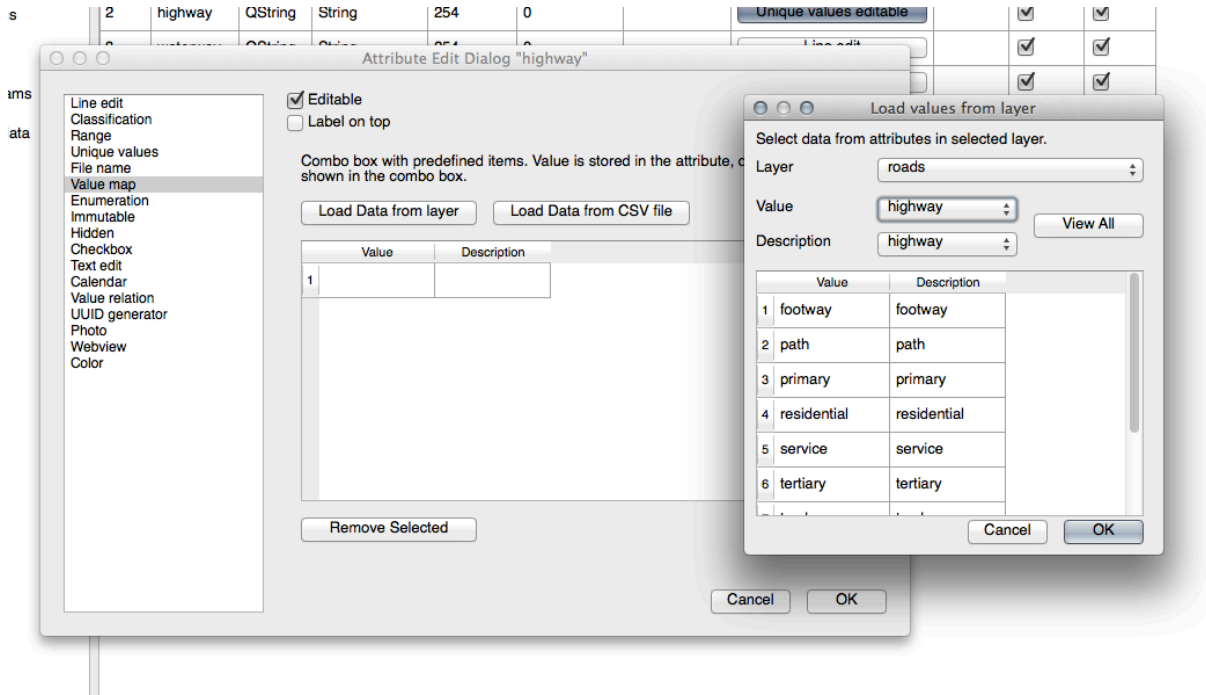 s
2 highway QString String 254 0 Unique values editable
Line edit
Attribute Edit Dialog "highway"
ams
ata
Line edit
Classification
Range
Unique values
File name
Value map
Enumeration
Immutable
Hidden
Checkbox
Text edit
Calendar
Value relation
UUID generator
Photo
Webview
Color
Editable
Label on top
Combo box with predefined items. Value is stored in the attribute,
shown in the combo box.
Load Data from layer Load Data from CSV file
Value Description
1
Remove Selected
Cancel OK
Load values from layer
Select data from attributes in selected layer.
Layer roads
Value highway
View All
Description highway
Value Description
1 footway footway
2 path path
3 primary primary
4 residential residential
5 service service
6 tertiary tertiary
Cancel OK